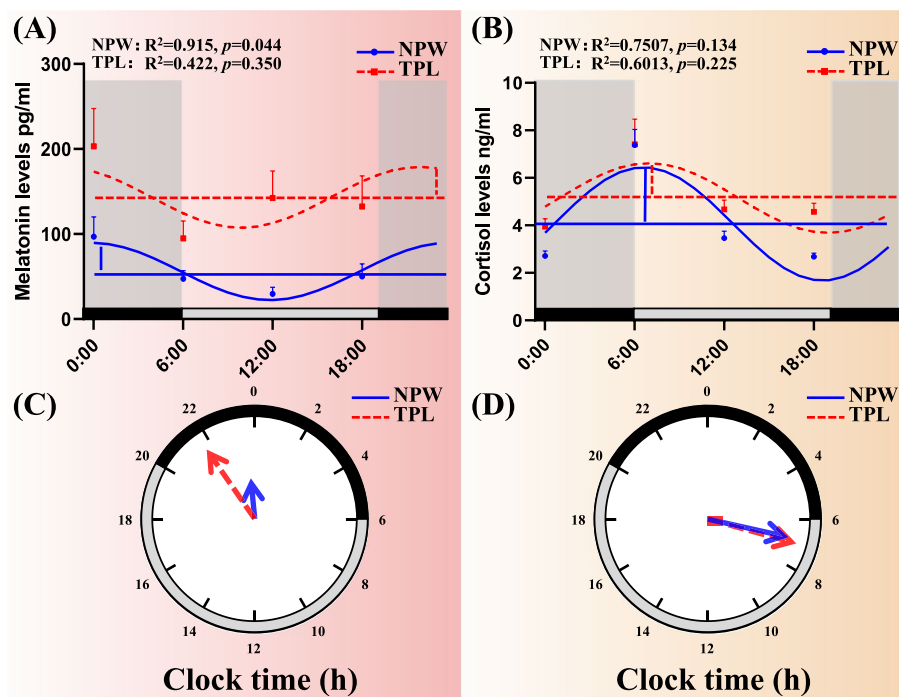 (A)
NPW: R²=0.915, p=0.044
TPL: R²=0.422, p=0.350
NPW
TPL
Melatonin levels pg/ml
300
200
150
100
50
0
0:00
6:00
12:00
18:00
(B)
NPW: R²=0.7507, p=0.134
TPL: R²=0.6013, p=0.225
NPW
TPL
Cortisol levels ng/ml
10
8
6
4
2
0
0:00
6:00
12:00
18:00
(C)
NPW
TPL
0
2
4
6
8
10
12
14
16
18
20
22
Clock time (h)
(D)
NPW
TPL
0
2
4
6
8
10
12
14
16
18
20
22
Clock time (h)